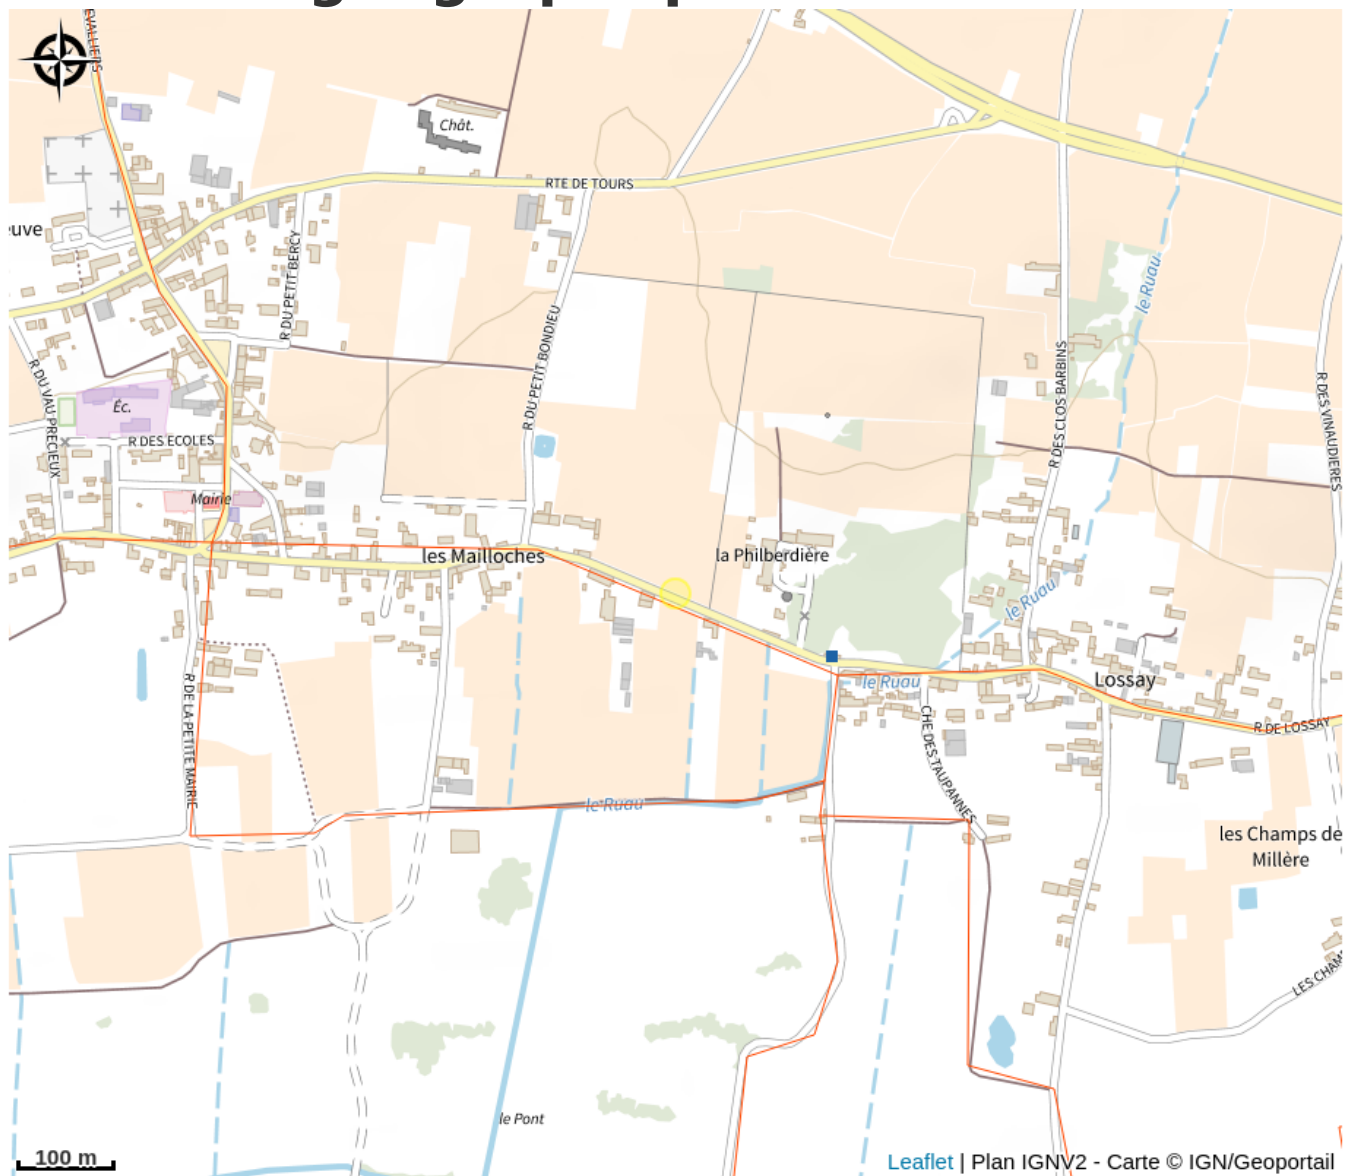 Chât.
RTE DE TOURS
euve
R DU PETIT BERCY
le Ruau
R DU PETIT BONDIEU
R DES CLOS BARBINS
R DU VAU PRECIEUX
Éc.
R DES VINAUDIERES
R DES ECOLES
Mairie
les Mailloches
la Philberdière
le Ruau
le Ruau
Lossay
R DE LA PETITE MAIRIE
CHE DES TAUPANNES
R DE LOSSAY
le Ruau
les Champs de
Millère
LES CHAM
le Pont
100 m
Leaflet | Plan IGNV2 - Carte © IGN/Geoportail